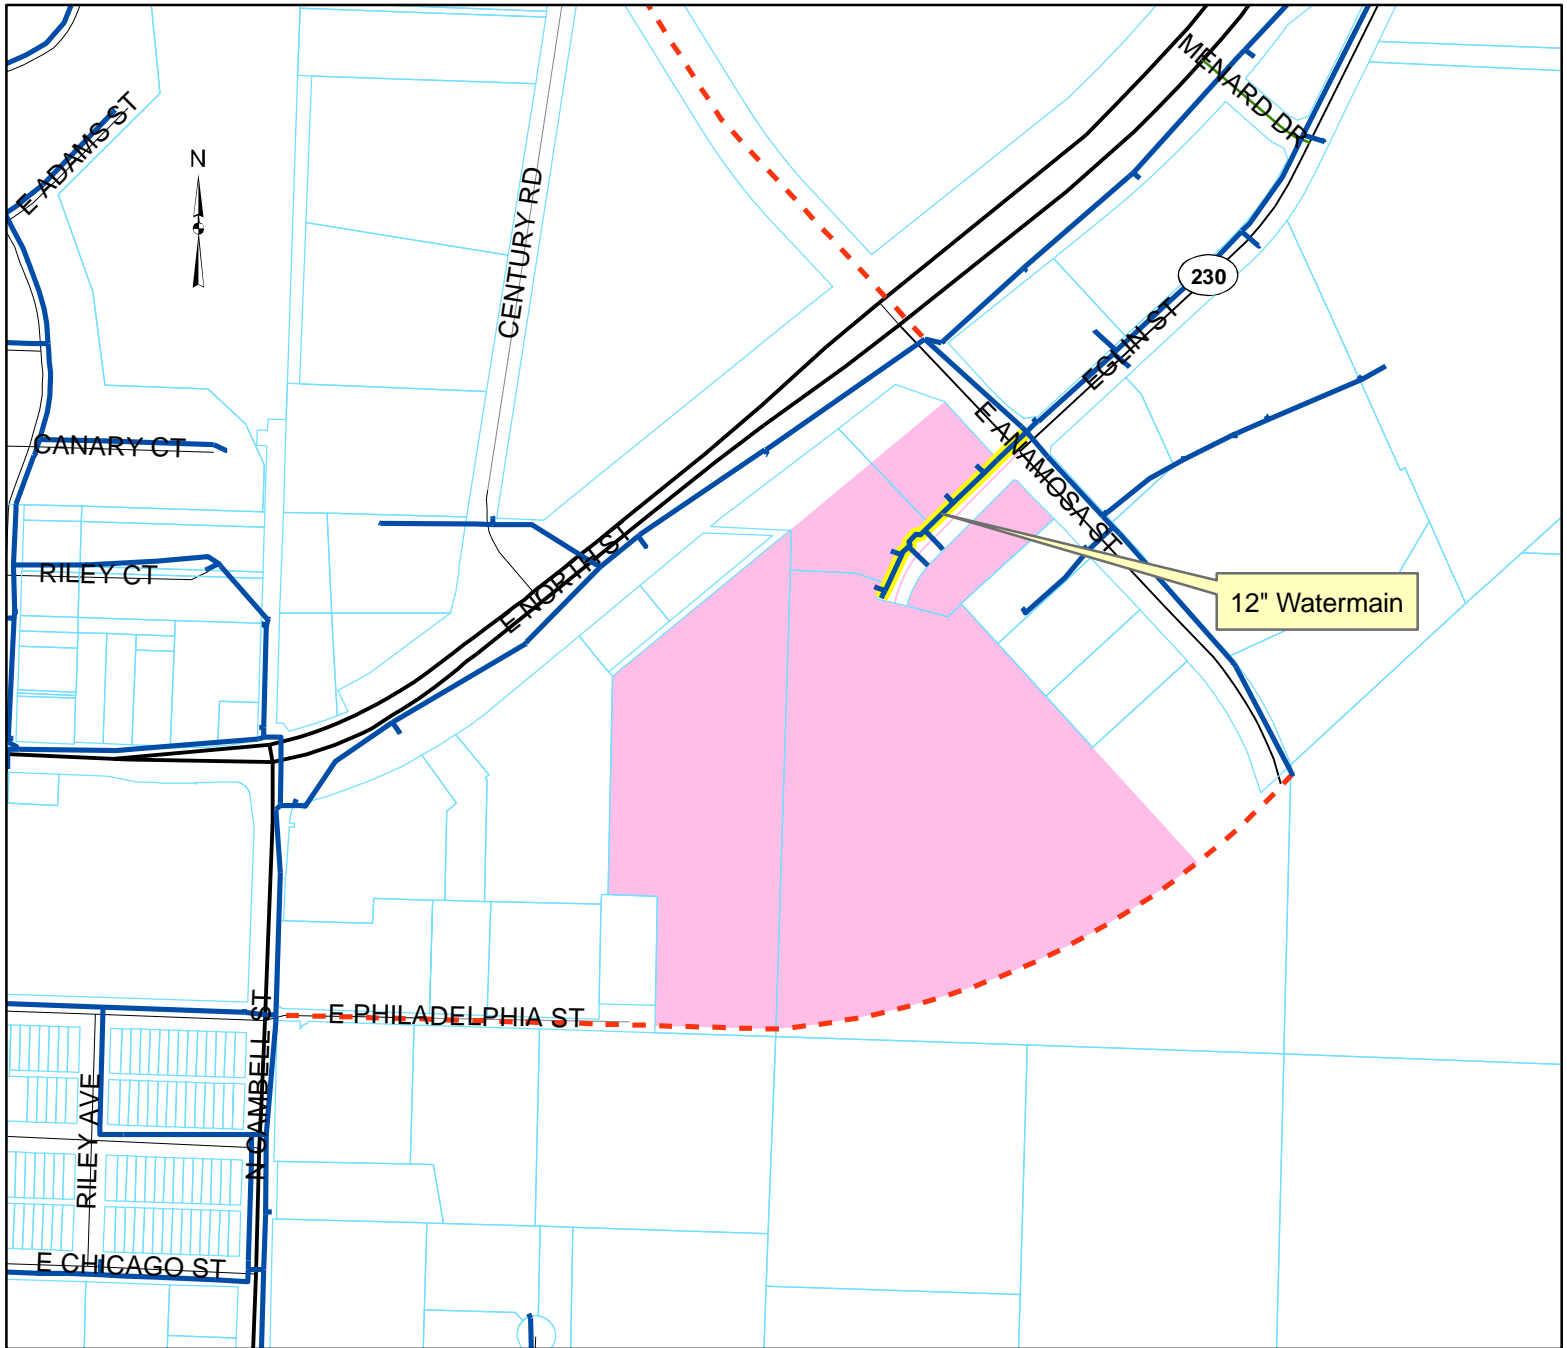 MENARD DR
E ADAMS ST
N
CENTURY RD
230
EGLIN ST
CANARY CT
E ANAMOSA ST
RILEY CT
E NORTH ST
12" Watermain
E PHILADELPHIA ST
N CAMBELL ST
RILEY AVE
E CHICAGO ST